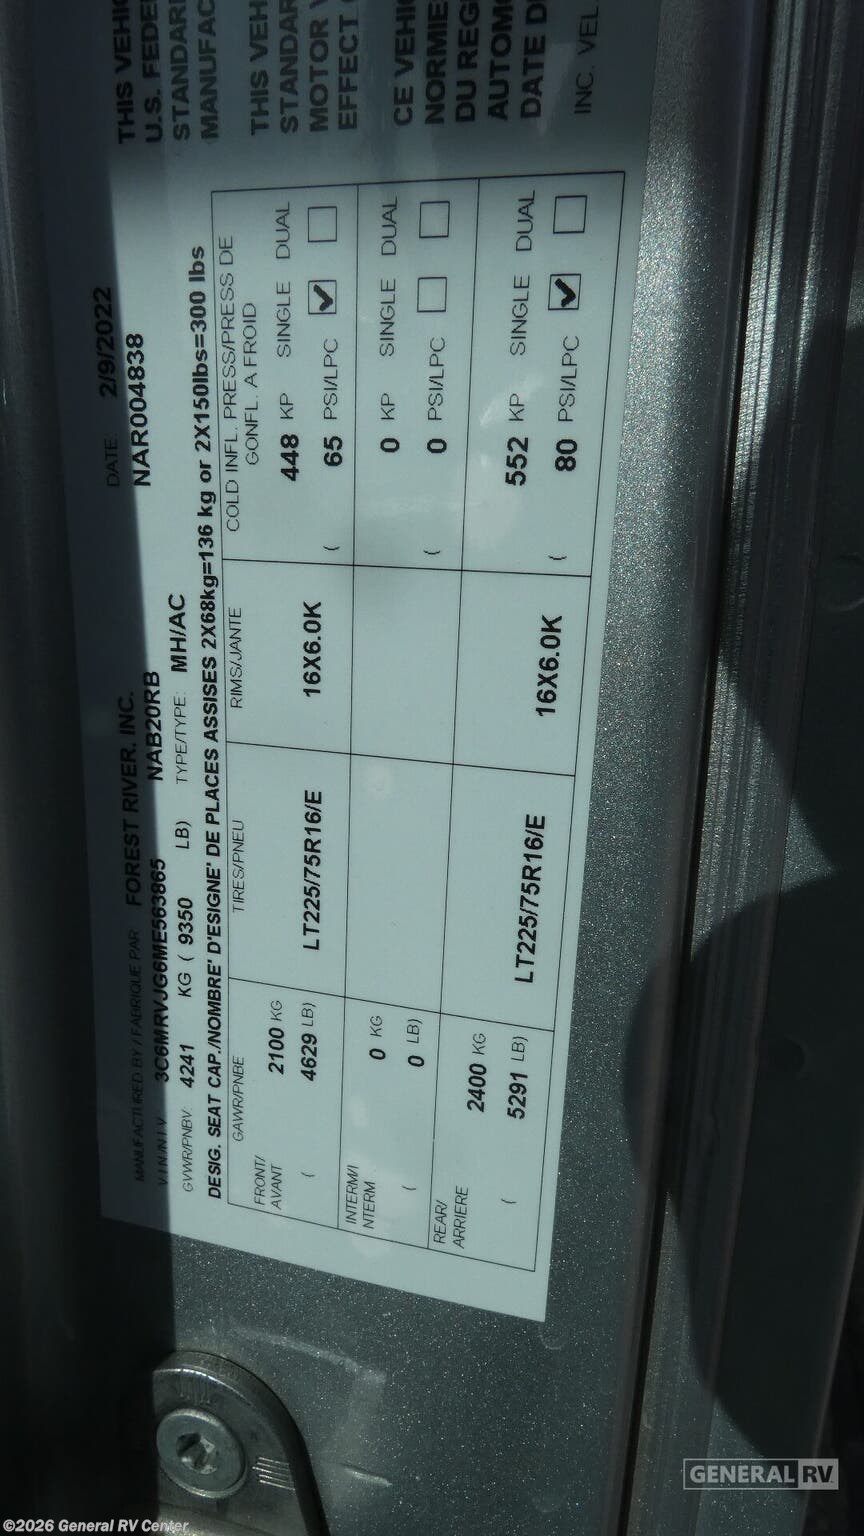 DATE 2/9/2022
MANUFACTURED BY / FABRIQUE PAR FOREST RIVER, INC. NAR004838
V.I.N/N.I.V. 3C6MRVJG6ME563865 NAB20RB
GVWR/PNBV: 4241 KG ( 9350 LB) TYPE/TYPE: MH/AC
DESIG. SEAT CAP./NOMBRE' D'ESIGNE' DE PLACES ASSISES 2X68kg=136 kg or 2X150lbs=300 lbs
GAWR/PNBE TIRES/PNEU RIMS/JANTE COLD INFL. PRESS/PRESS DE
GONFL. A FROID
FRONT/
AVANT
2100 KG
( 4629 LB) LT225/75R16/E 16X6.0K
448 KP SINGLE DUAL
( 65 PSI/LPC
INTERM/I
NTERM
0 KG
( 0 LB)
0 KP SINGLE DUAL
( 0 PSI/LPC
REAR/
ARRIERE
2400 KG
( 5291 LB) LT225/75R16/E 16X6.0K
552 KP SINGLE DUAL
( 80 PSI/LPC
THIS VEHIC
U.S. FEDE
STANDAR
MANUFAC
THIS VEH
STANDAR
MOTOR V
EFFECT
CE VEHI
NORMIE
DU REG
AUTOM
DATE D
INC. VEL
GENERAL RV
©2026 General RV Center